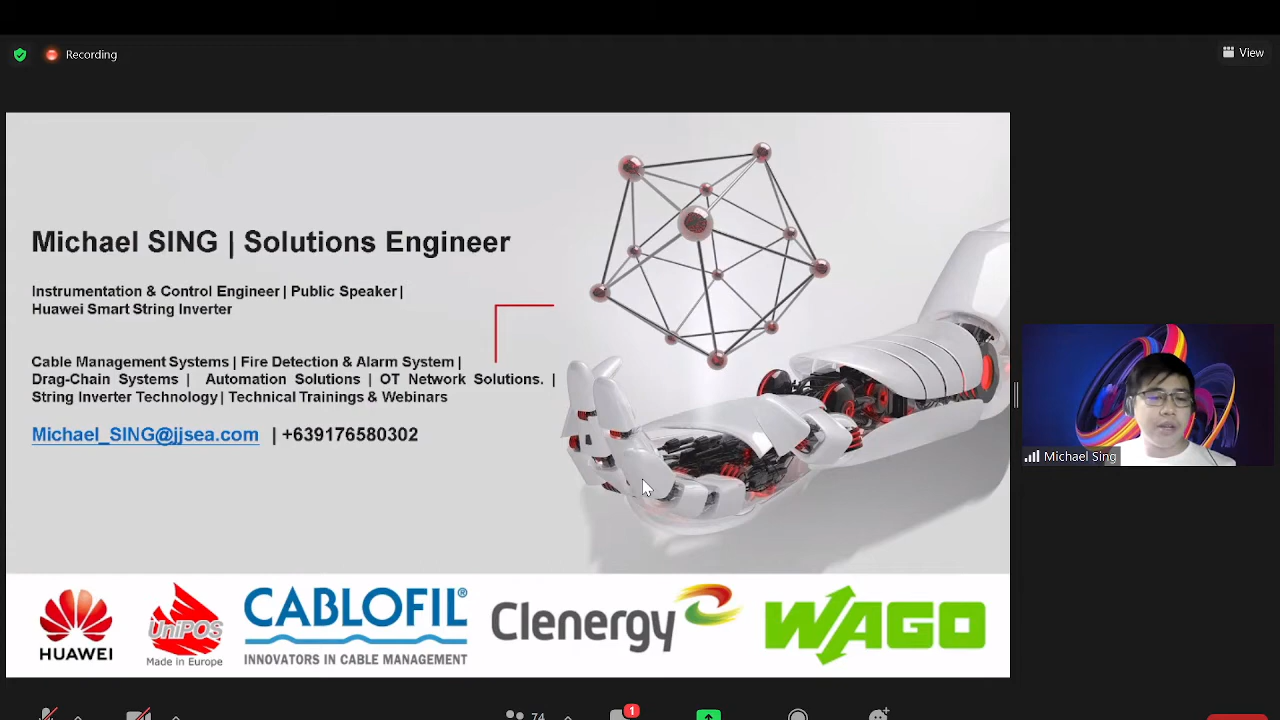 Recording
View
Michael SING | Solutions Engineer
Instrumentation & Control Engineer | Public Speaker |
Huawei Smart String Inverter
Cable Management Systems | Fire Detection & Alarm System |
Drag-Chain Systems | Automation Solutions | OT Network Solutions. |
String Inverter Technology | Technical Trainings & Webinars
Michael_SING@jjsea.com | +639176580302
Michael Sing
HUAWEI
UniPOS
Made in Europe
CABLOFIL®
INNOVATORS IN CABLE MANAGEMENT
Clenergy
WAGO
74
1